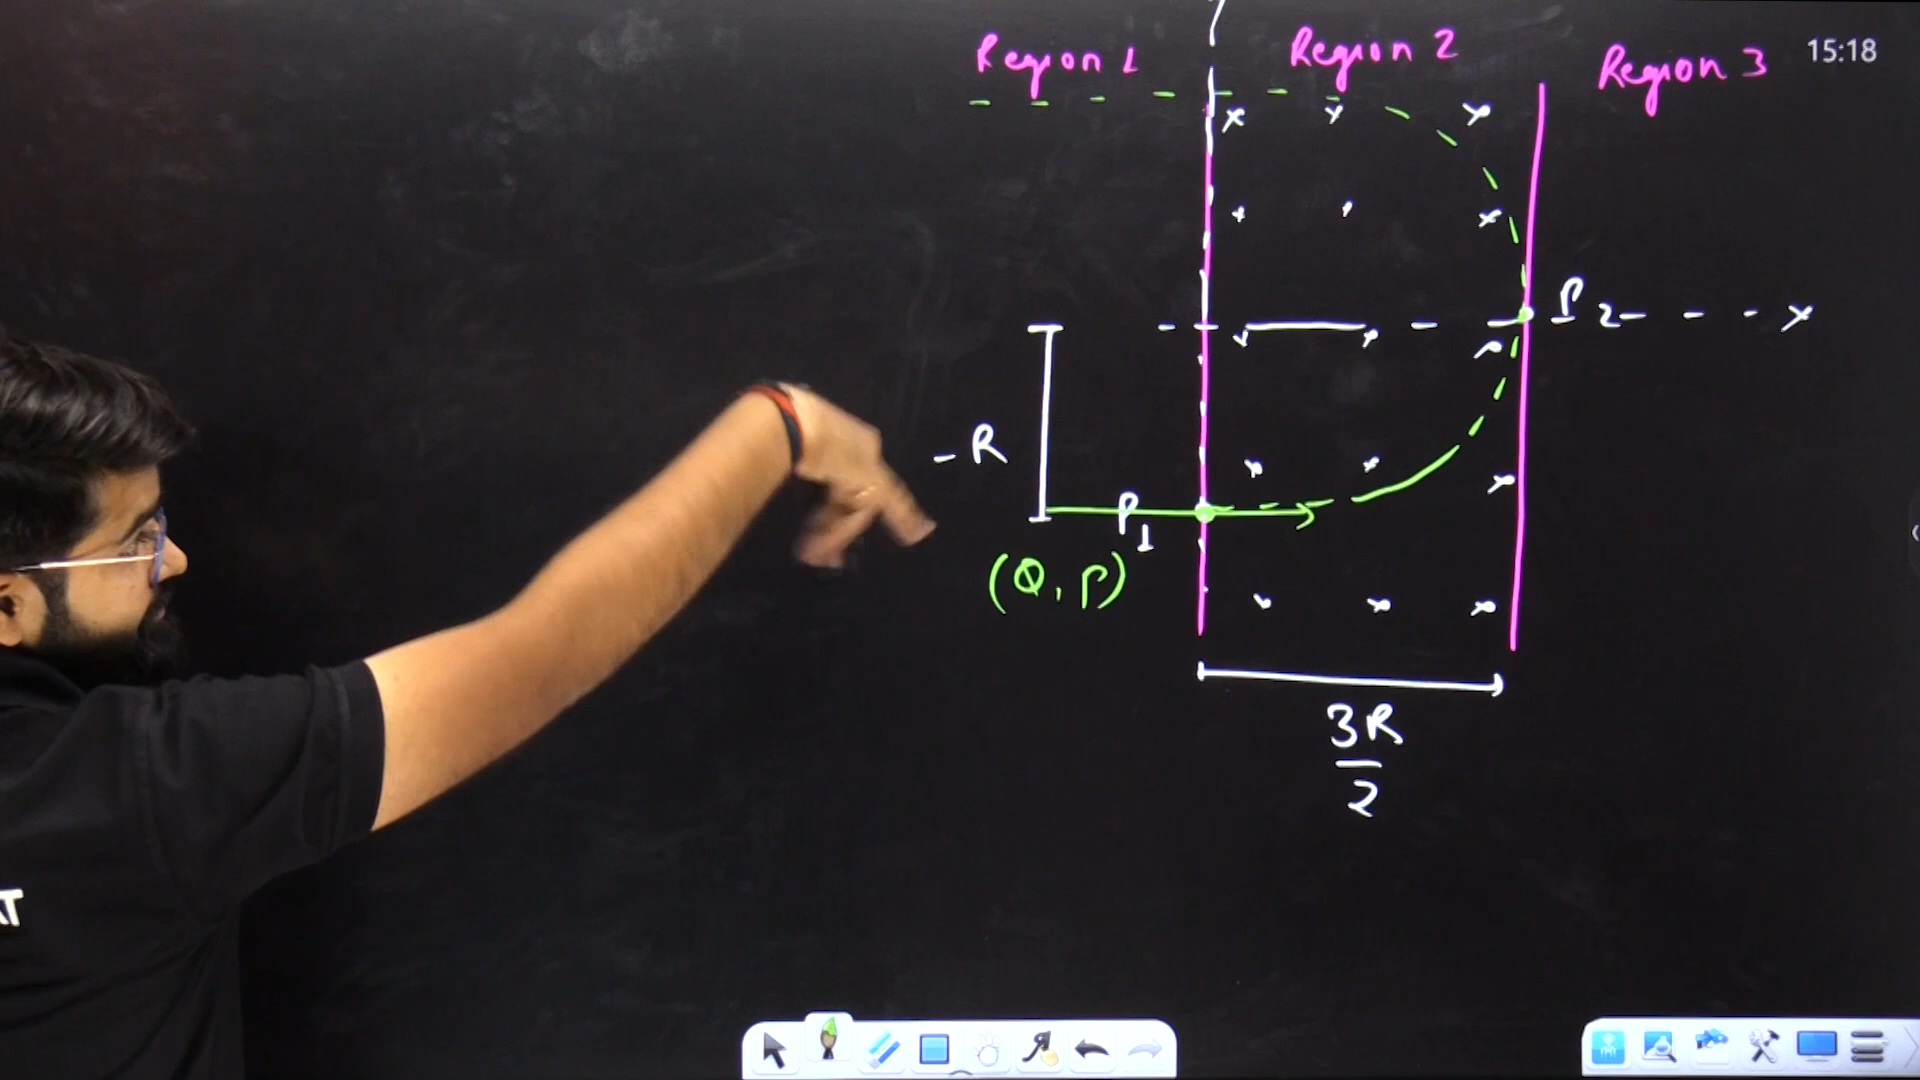 Region 1
Region 2
Region 3
15:18
P2
x
-R
P1
(Q, P)
3R
2